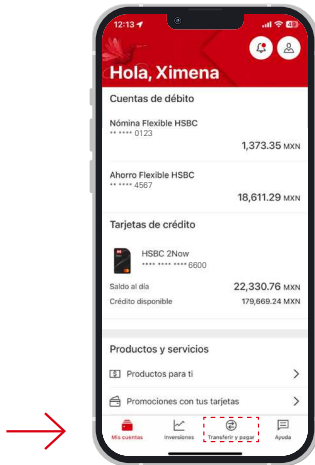 12:13
Hola, Ximena
Cuentas de débito
Nómina Flexible HSBC
** **** 0123
1,373.35 MXN
Ahorro Flexible HSBC
** **** 4567
18,611.29 MXN
Tarjetas de crédito
HSBC 2Now
**** **** **** 6600
Saldo al día 22,330.76 MXN
Crédito disponible 179,669.24 MXN
Productos y servicios
Productos para ti
Promociones con tus tarjetas
Mis cuentas Inversiones Transferir y pagar Ayuda